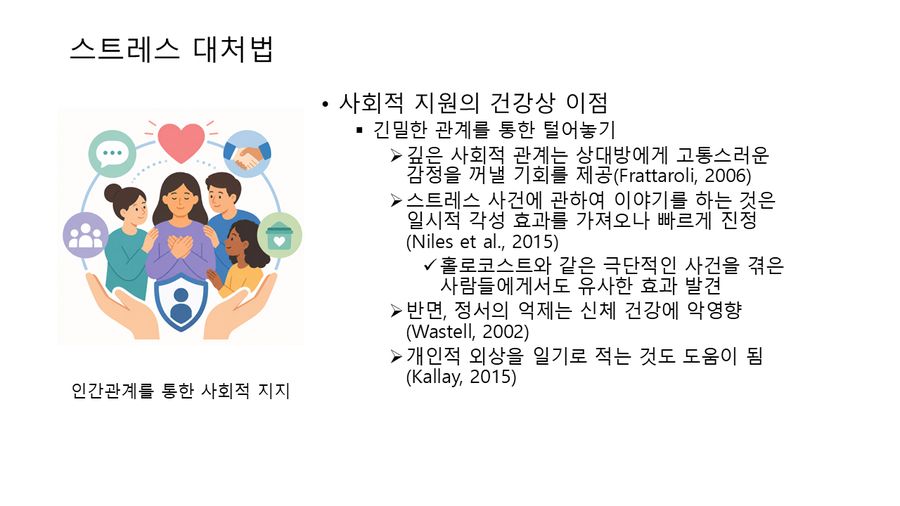 스트레스 대처법
• 사회적 지원의 건강상 이점
▪ 긴밀한 관계를 통한 털어놓기
➢깊은 사회적 관계는 상대방에게 고통스러운
감정을 꺼낼 기회를 제공(Frattaroli, 2006)
➢스트레스 사건에 관하여 이야기를 하는 것은
일시적 각성 효과를 가져오나 빠르게 진정
(Niles et al., 2015)
✓홀로코스트와 같은 극단적인 사건을 겪은
사람들에게서도 유사한 효과 발견
➢반면, 정서의 억제는 신체 건강에 악영향
(Wastell, 2002)
➢개인적 외상을 일기로 적는 것도 도움이 됨
(Kallay, 2015)
인간관계를 통한 사회적 지지